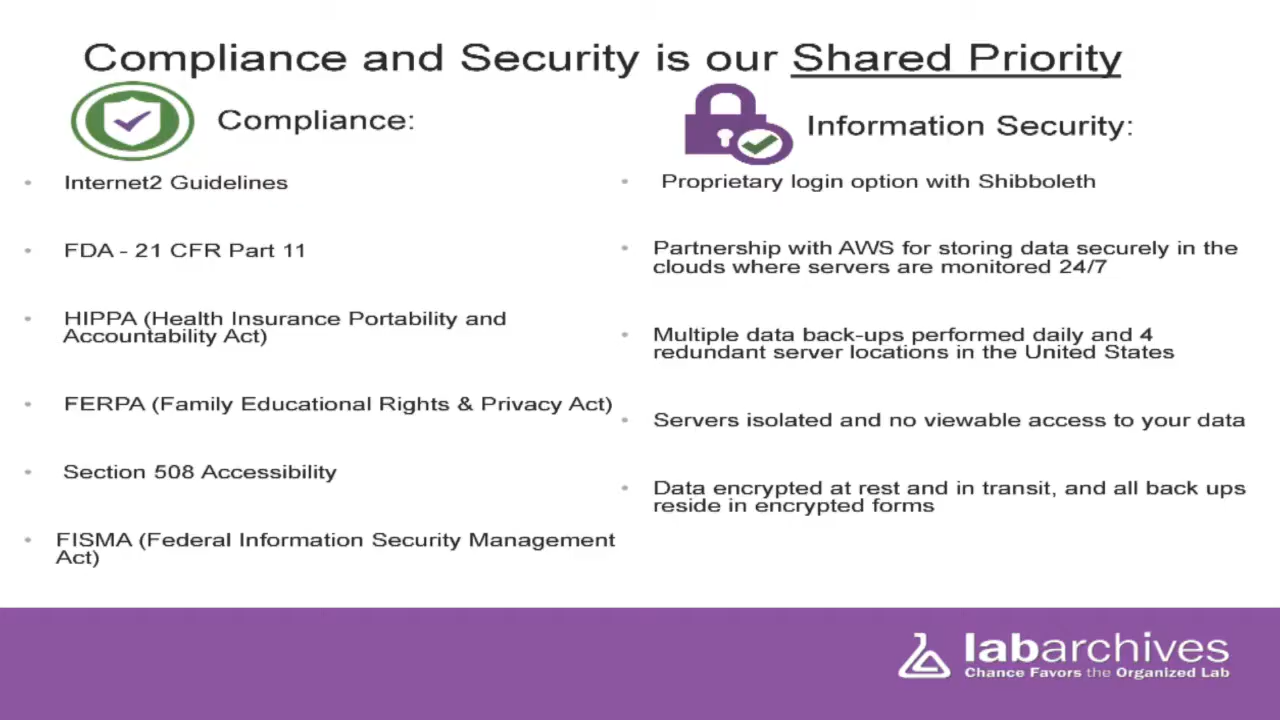 Compliance and Security is our Shared Priority
Compliance:
Internet2 Guidelines
FDA - 21 CFR Part 11
HIPPA (Health Insurance Portability and
Accountability Act)
FERPA (Family Educational Rights & Privacy Act)
Section 508 Accessibility
FISMA (Federal Information Security Management
Act)
Information Security:
Proprietary login option with Shibboleth
Partnership with AWS for storing data securely in the
clouds where servers are monitored 24/7
Multiple data back-ups performed daily and 4
redundant server locations in the United States
Servers isolated and no viewable access to your data
Data encrypted at rest and in transit, and all back ups
reside in encrypted forms
labarchives
Chance Favors the Organized Lab